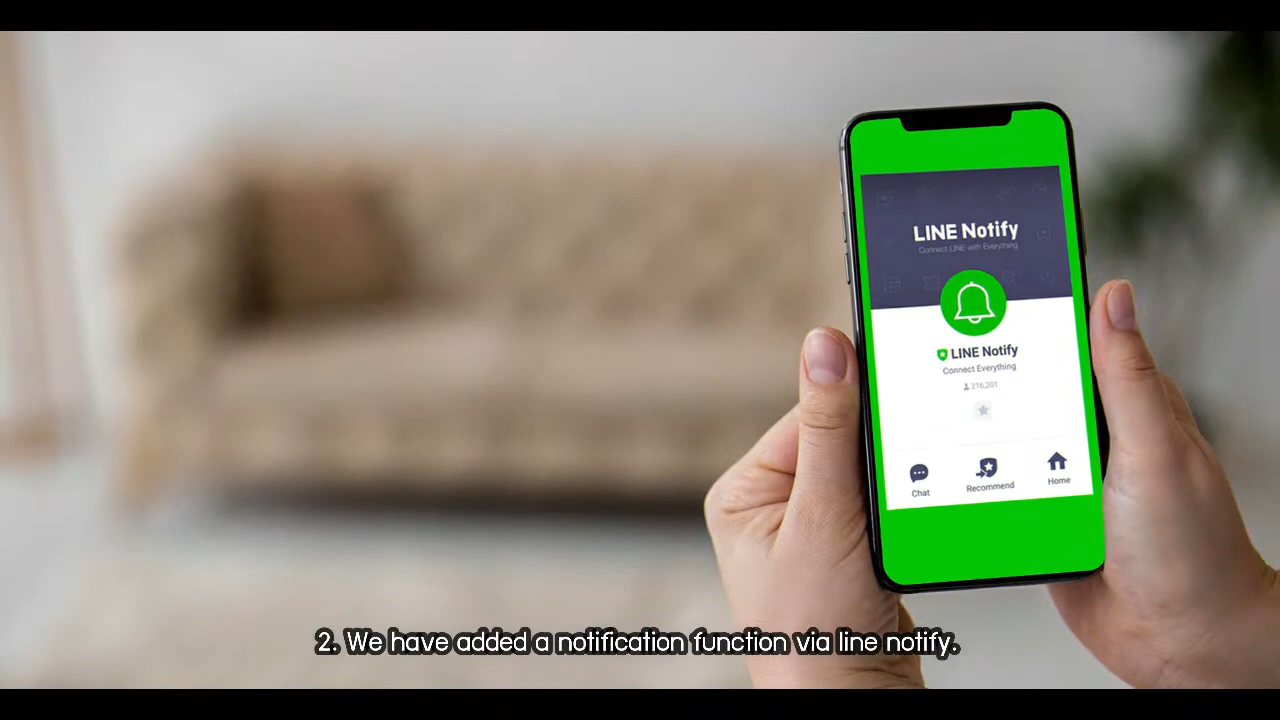 LINE Notify
Connect LINE with Everything
LINE Notify
Connect Everything
216,201
Chat
Recommend
Home
2. We have added a notification function via line notify.